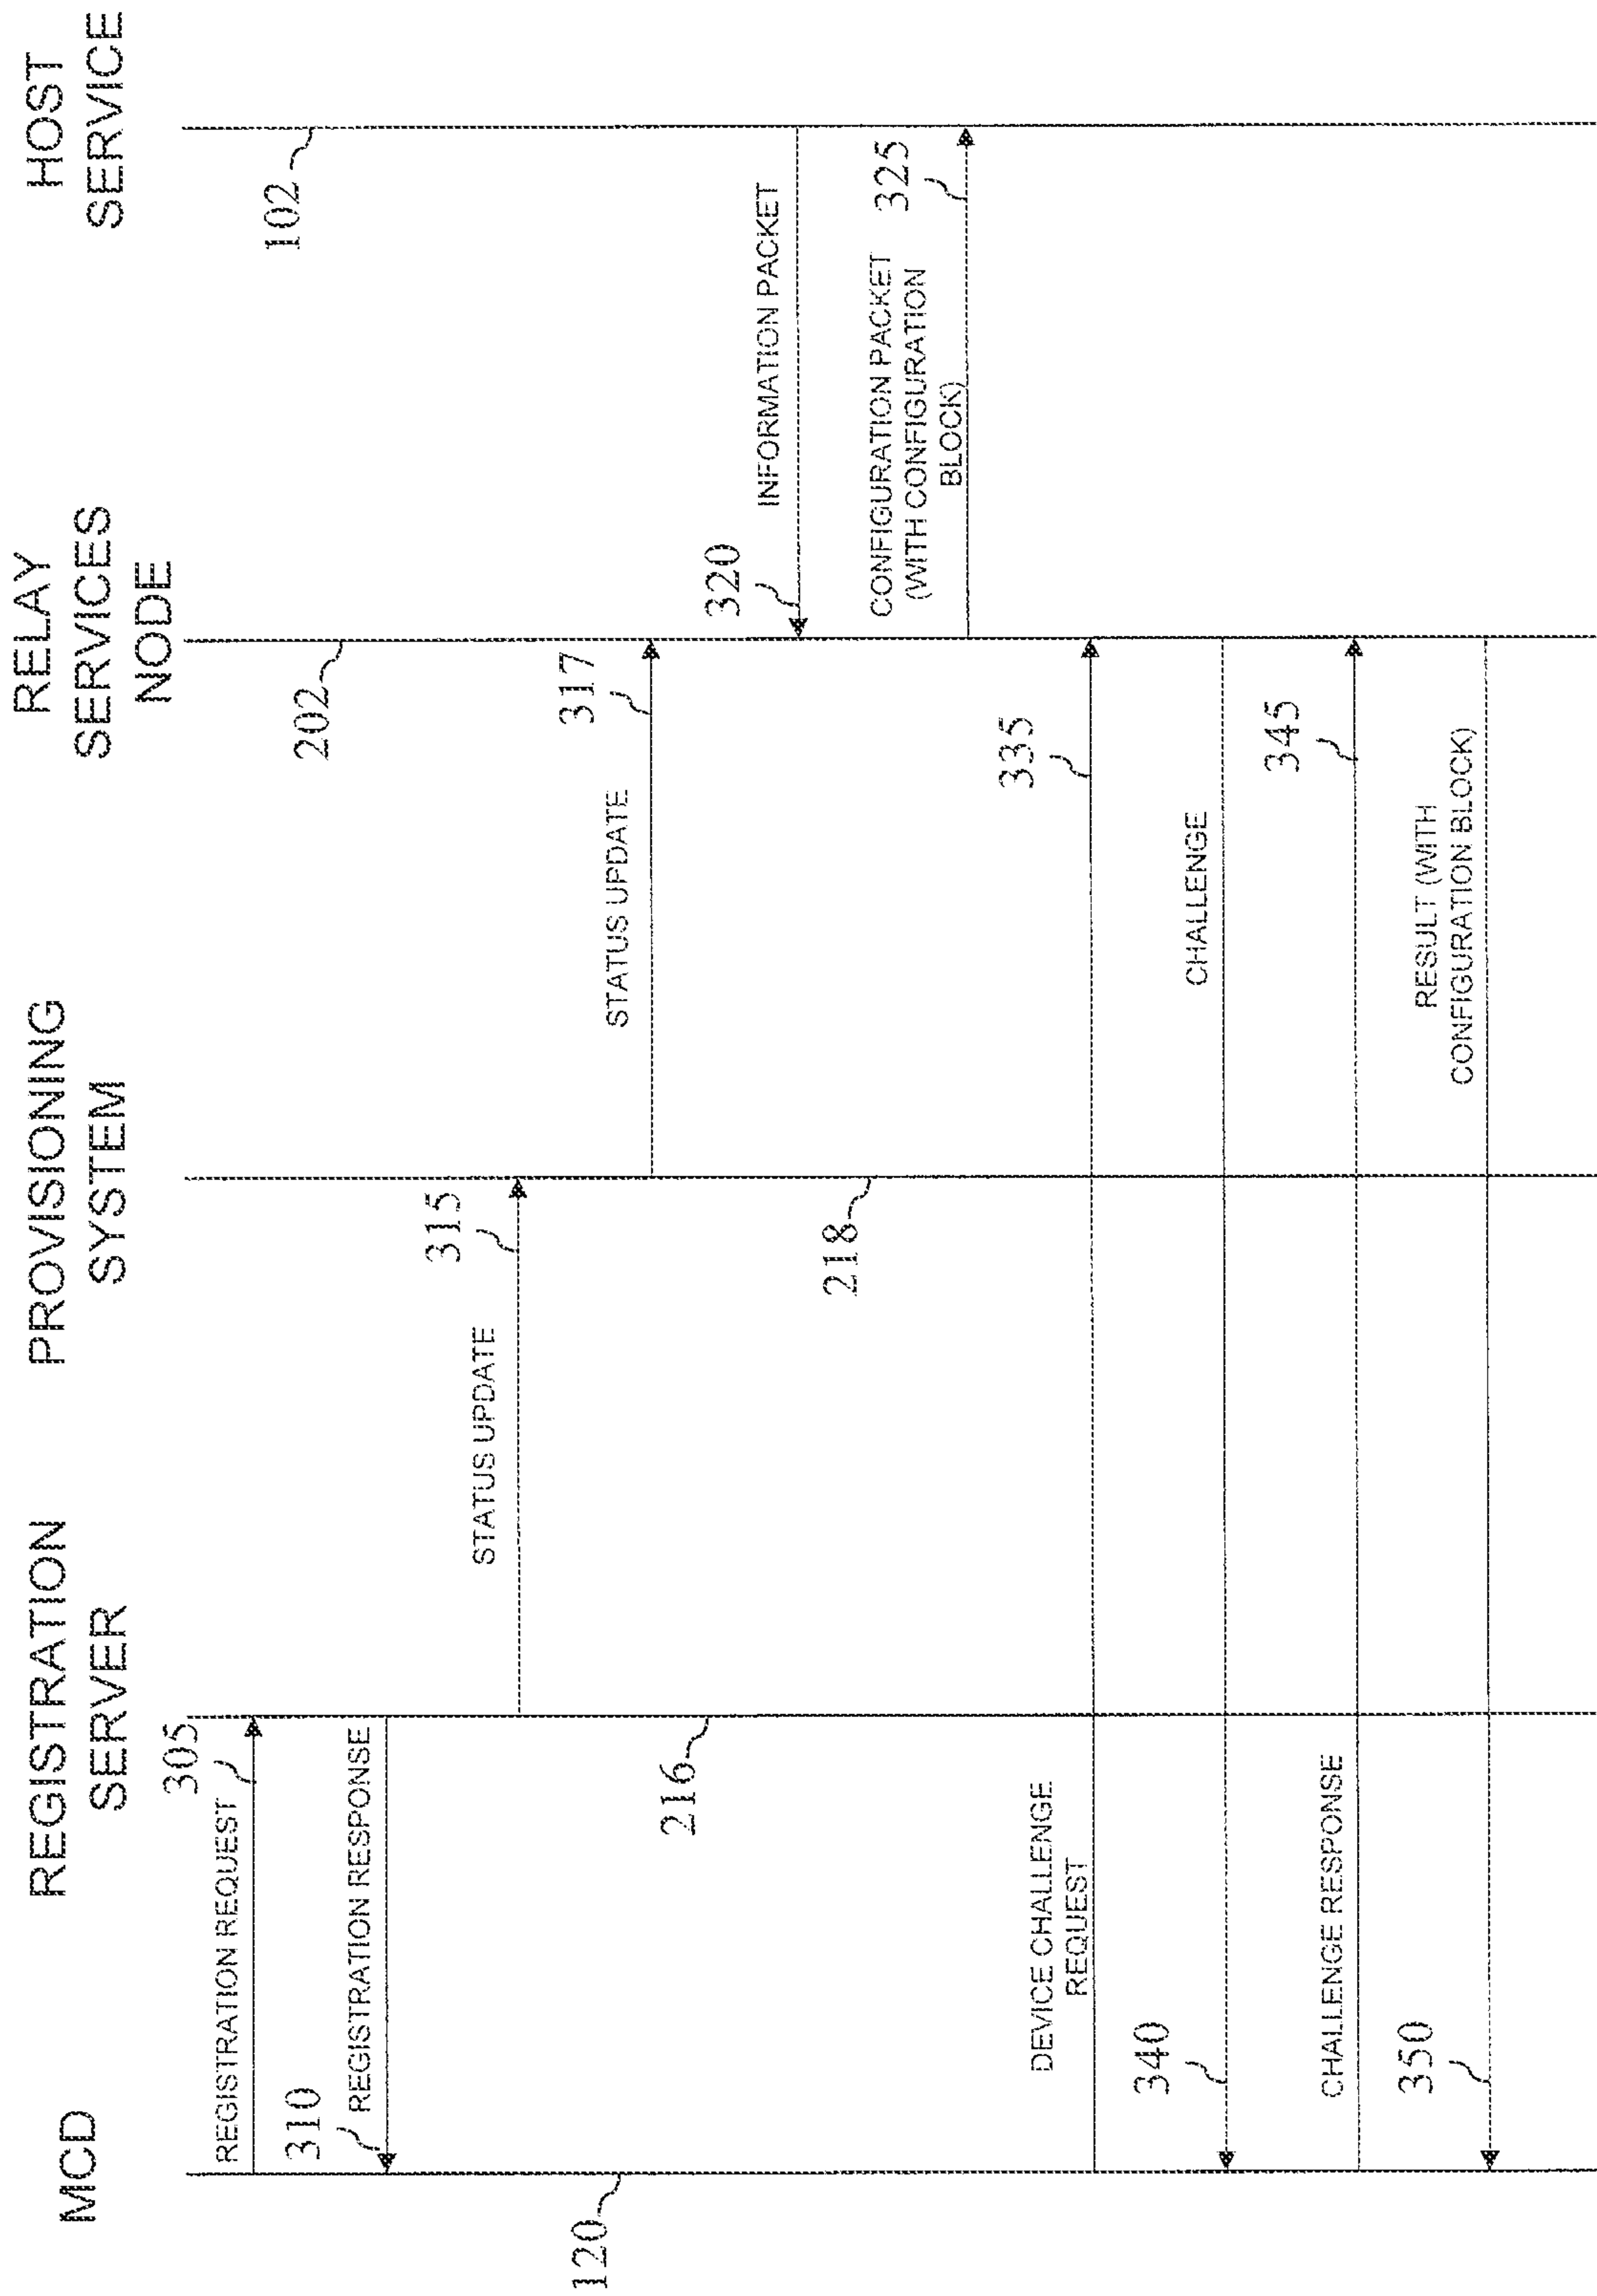 MCD
REGISTRATION
SERVER
PROVISIONING
SYSTEM
RELAY
SERVICES
NODE
HOST
SERVICE
102
202
305
REGISTRATION REQUEST
310
REGISTRATION RESPONSE
STATUS UPDATE
315
120
STATUS UPDATE
317
216
320
INFORMATION PACKET
218
CONFIGURATION PACKET
(WITH CONFIGURATION
BLOCK)
325
DEVICE CHALLENGE
REQUEST
335
340
CHALLENGE
CHALLENGE RESPONSE
345
350
RESULT (WITH
CONFIGURATION BLOCK)